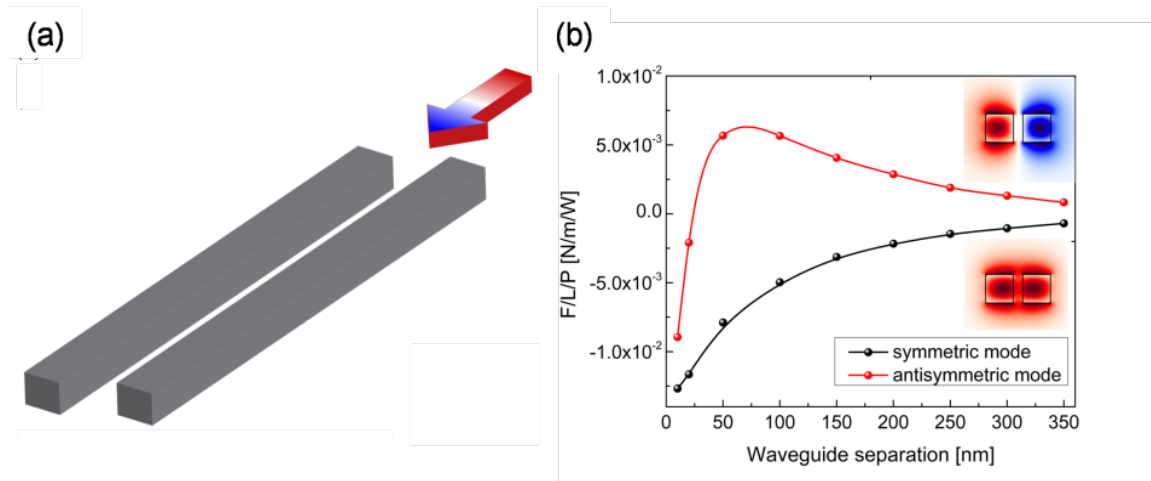 (a)
(b)
1.0x10⁻²
5.0x10⁻³
0.0
-5.0x10⁻³
-1.0x10⁻²
F/L/P [N/m/W]
symmetric mode
antisymmetric mode
0 50 100 150 200 250 300 350
Waveguide separation [nm]